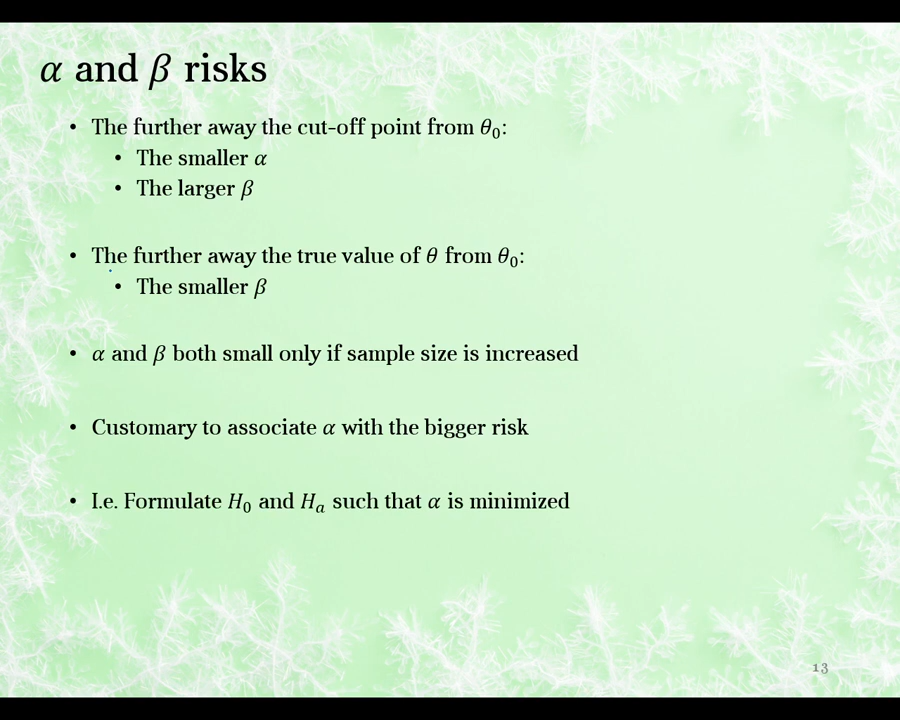 α and β risks
• The further away the cut-off point from θ₀:
• The smaller α
• The larger β
• The further away the true value of θ from θ₀:
• The smaller β
• α and β both small only if sample size is increased
• Customary to associate α with the bigger risk
• I.e. Formulate H₀ and Hₐ such that α is minimized
13